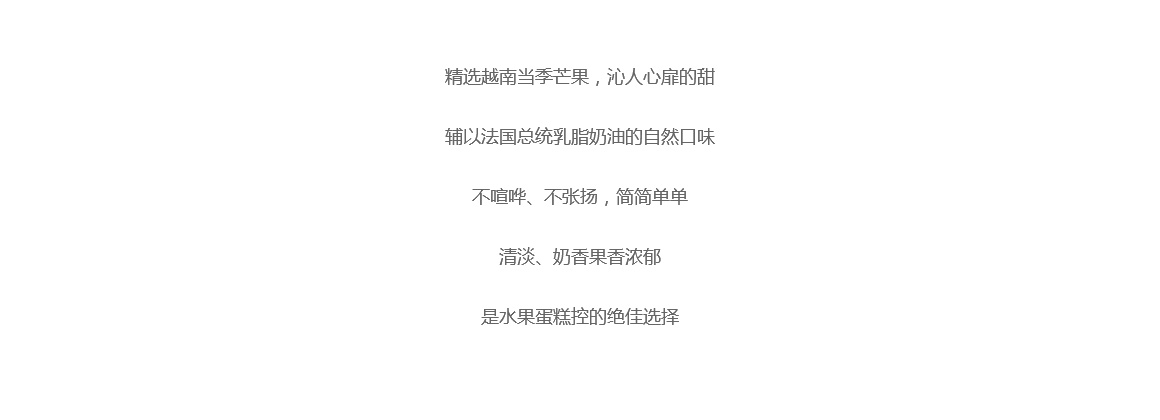 精选越南当季芒果，沁人心扉的甜
辅以法国总统乳脂奶油的自然口味
不喧哗、不张扬，简简单单
清淡、奶香果香浓郁
是水果蛋糕控的绝佳选择